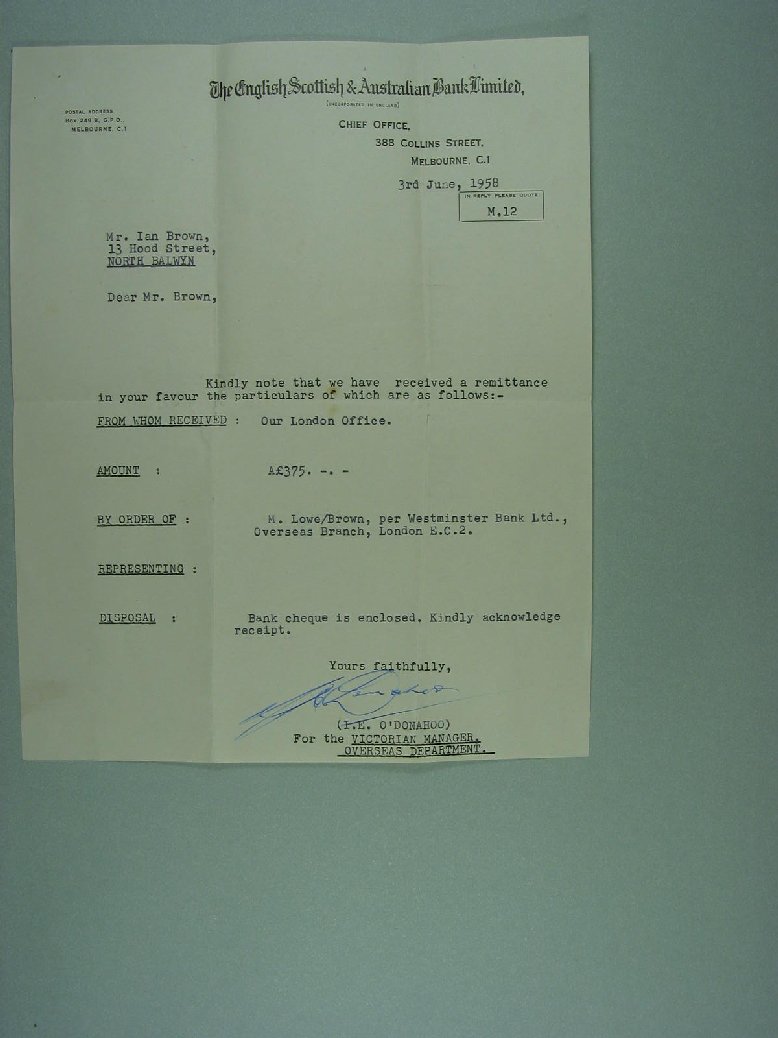 The English, Scottish & Australian Bank Limited,
(INCORPORATED IN ENGLAND)
POSTAL ADDRESS
BOX 249 B, G.P.O.,
MELBOURNE, C.1
CHIEF OFFICE,
388 COLLINS STREET,
MELBOURNE, C.1
3rd June, 1958
IN REPLY PLEASE QUOTE
M.12
Mr. Ian Brown,
13 Hood Street,
NORTH BALWYN
Dear Mr. Brown,
Kindly note that we have received a remittance
in your favour the particulars of which are as follows:-
FROM WHOM RECEIVED : Our London Office.
AMOUNT : A£375. -. -
BY ORDER OF : M. Lowe/Brown, per Westminster Bank Ltd.,
Overseas Branch, London E.C.2.
REPRESENTING :
DISPOSAL : Bank cheque is enclosed. Kindly acknowledge
receipt.
Yours faithfully,
O'DONAHOO)
For the VICTORIAN MANAGER.
OVERSEAS DEPARTMENT.